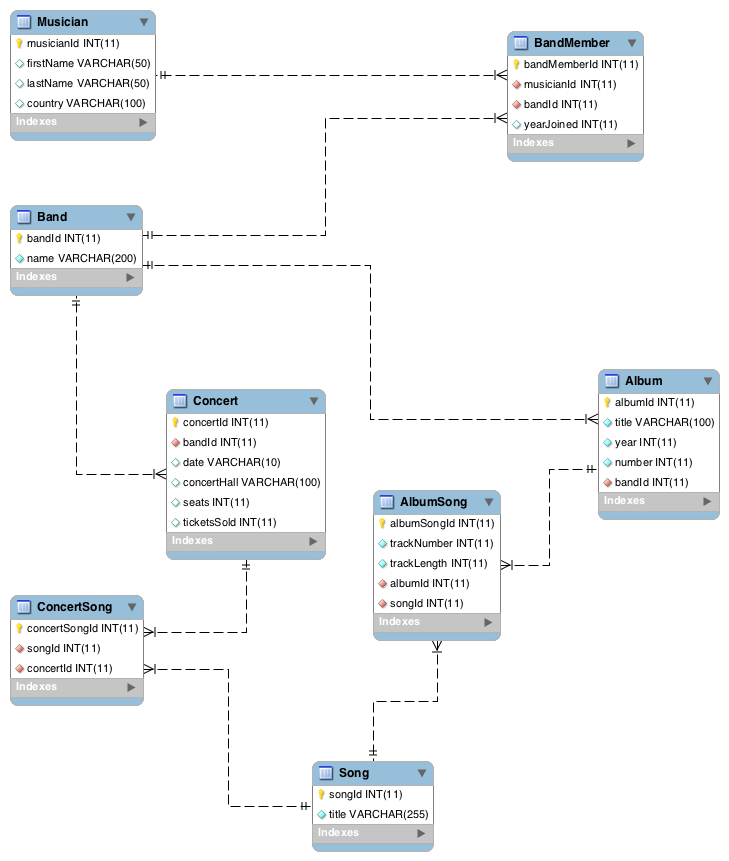 Musician
musicianId INT(11)
firstName VARCHAR(50)
lastName VARCHAR(50)
country VARCHAR(100)
Indexes
BandMember
bandMemberId INT(11)
musicianId INT(11)
bandId INT(11)
yearJoined INT(11)
Indexes
Band
bandId INT(11)
name VARCHAR(200)
Indexes
Concert
concertId INT(11)
bandId INT(11)
date VARCHAR(10)
concertHall VARCHAR(100)
seats INT(11)
ticketsSold INT(11)
Indexes
Album
albumId INT(11)
title VARCHAR(100)
year INT(11)
number INT(11)
bandId INT(11)
Indexes
AlbumSong
albumSongId INT(11)
trackNumber INT(11)
trackLength INT(11)
albumId INT(11)
songId INT(11)
Indexes
ConcertSong
concertSongId INT(11)
songId INT(11)
concertId INT(11)
Indexes
Song
songId INT(11)
title VARCHAR(255)
Indexes